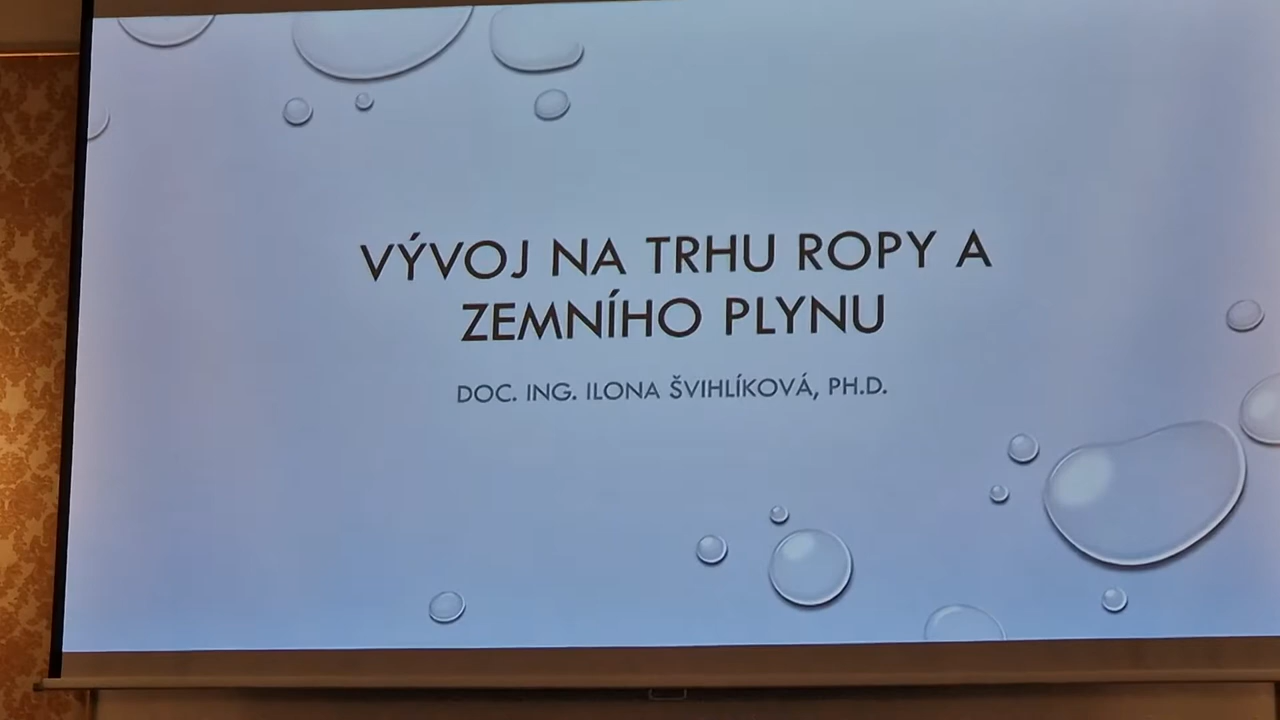 VÝVOJ NA TRHU ROPY A
ZEMNÍHO PLYNU
DOC. ING. ILONA ŠVIHLÍKOVÁ, PH.D.